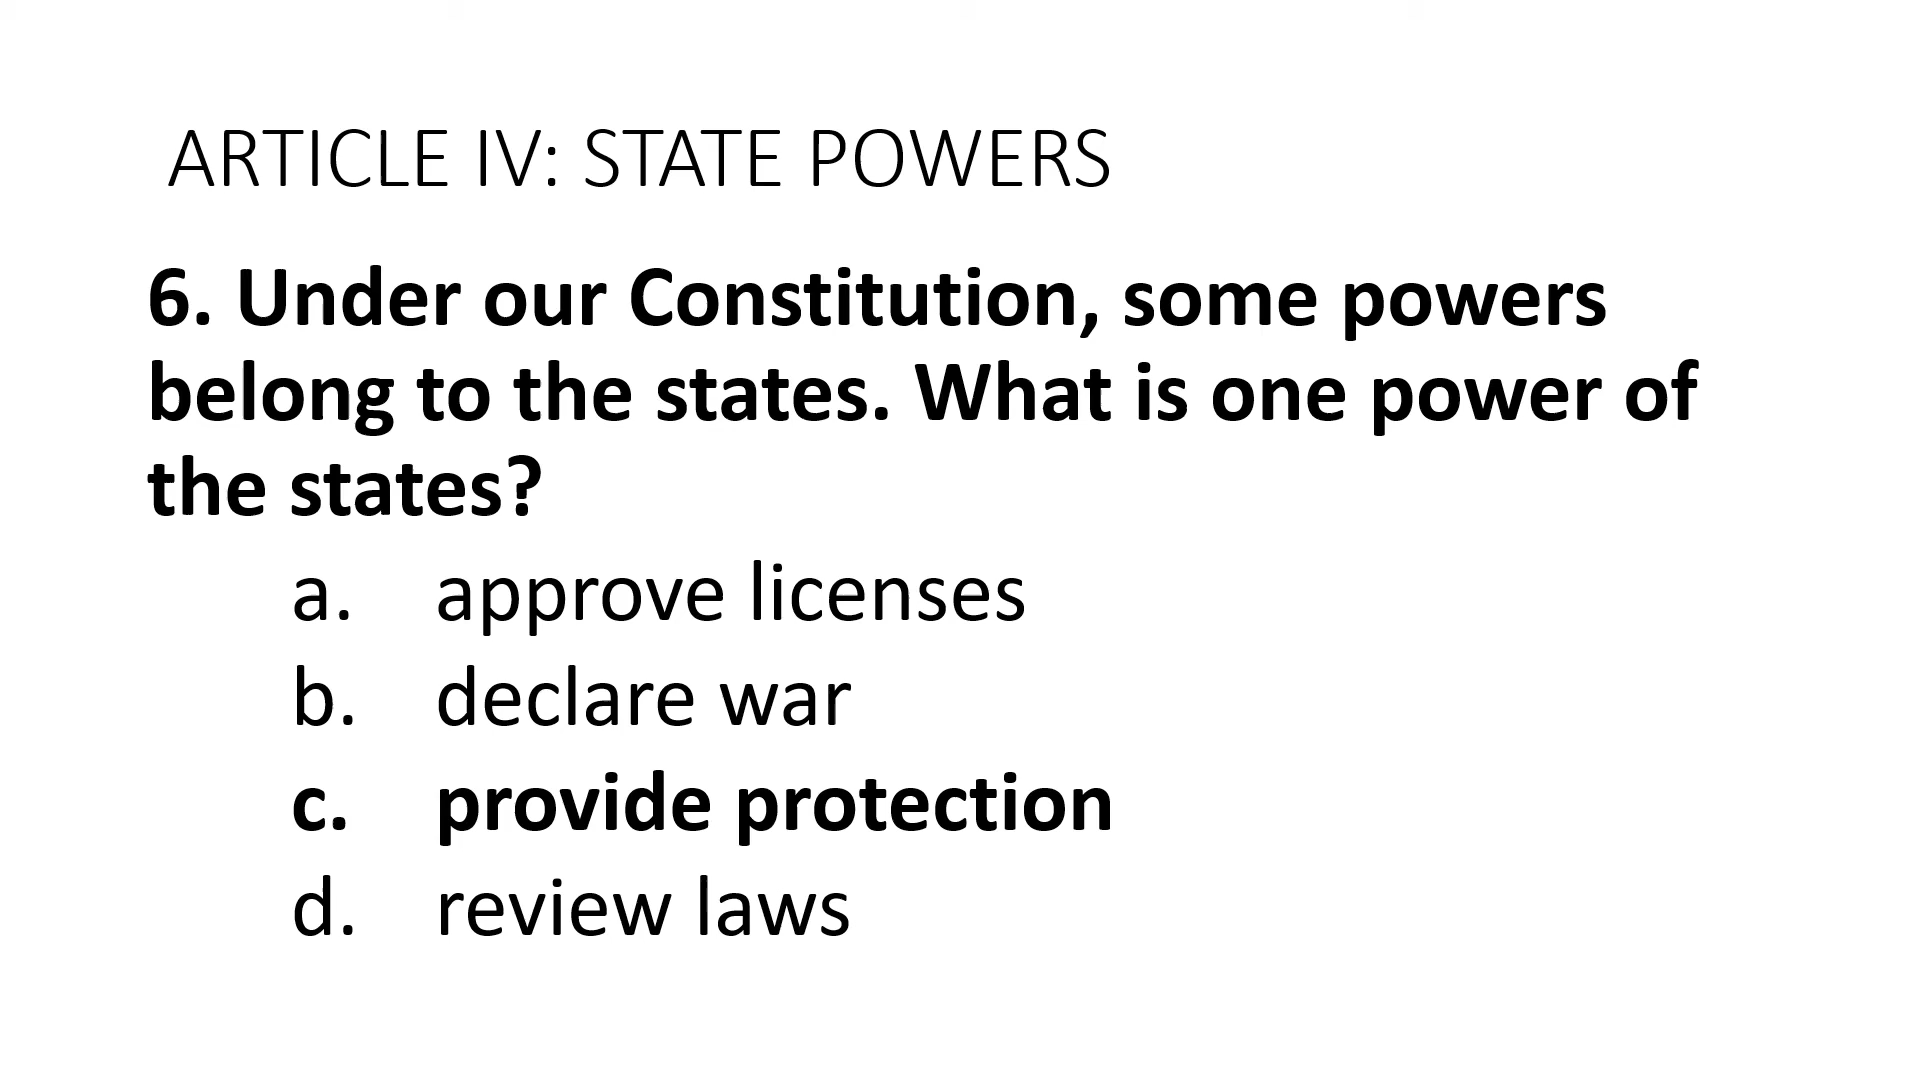 ARTICLE IV: STATE POWERS
6. Under our Constitution, some powers
belong to the states. What is one power of
the states?
a. approve licenses
b. declare war
c. provide protection
d. review laws